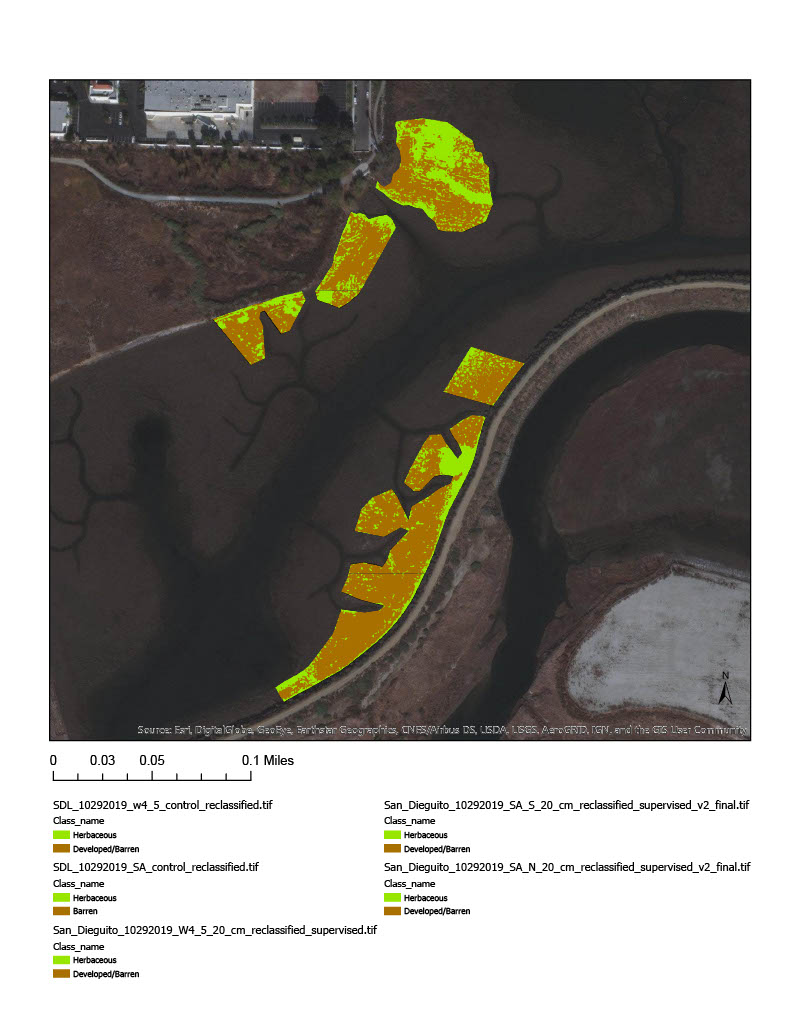 N
Source: Esri, DigitalGlobe, GeoEye, Earthstar Geographics, CNES/Airbus DS, USDA, USGS, AeroGRID, IGN, and the GIS User Community
0 0.03 0.05 0.1 Miles
SDL_10292019_w4_5_control_reclassified.tif
Class_name
Herbaceous
Developed/Barren
SDL_10292019_SA_control_reclassified.tif
Class_name
Herbaceous
Barren
San_Dieguito_10292019_W4_5_20_cm_reclassified_supervised.tif
Class_name
Herbaceous
Developed/Barren
San_Dieguito_10292019_SA_S_20_cm_reclassified_supervised_v2_final.tif
Class_name
Herbaceous
Developed/Barren
San_Dieguito_10292019_SA_N_20_cm_reclassified_supervised_v2_final.tif
Class_name
Herbaceous
Developed/Barren